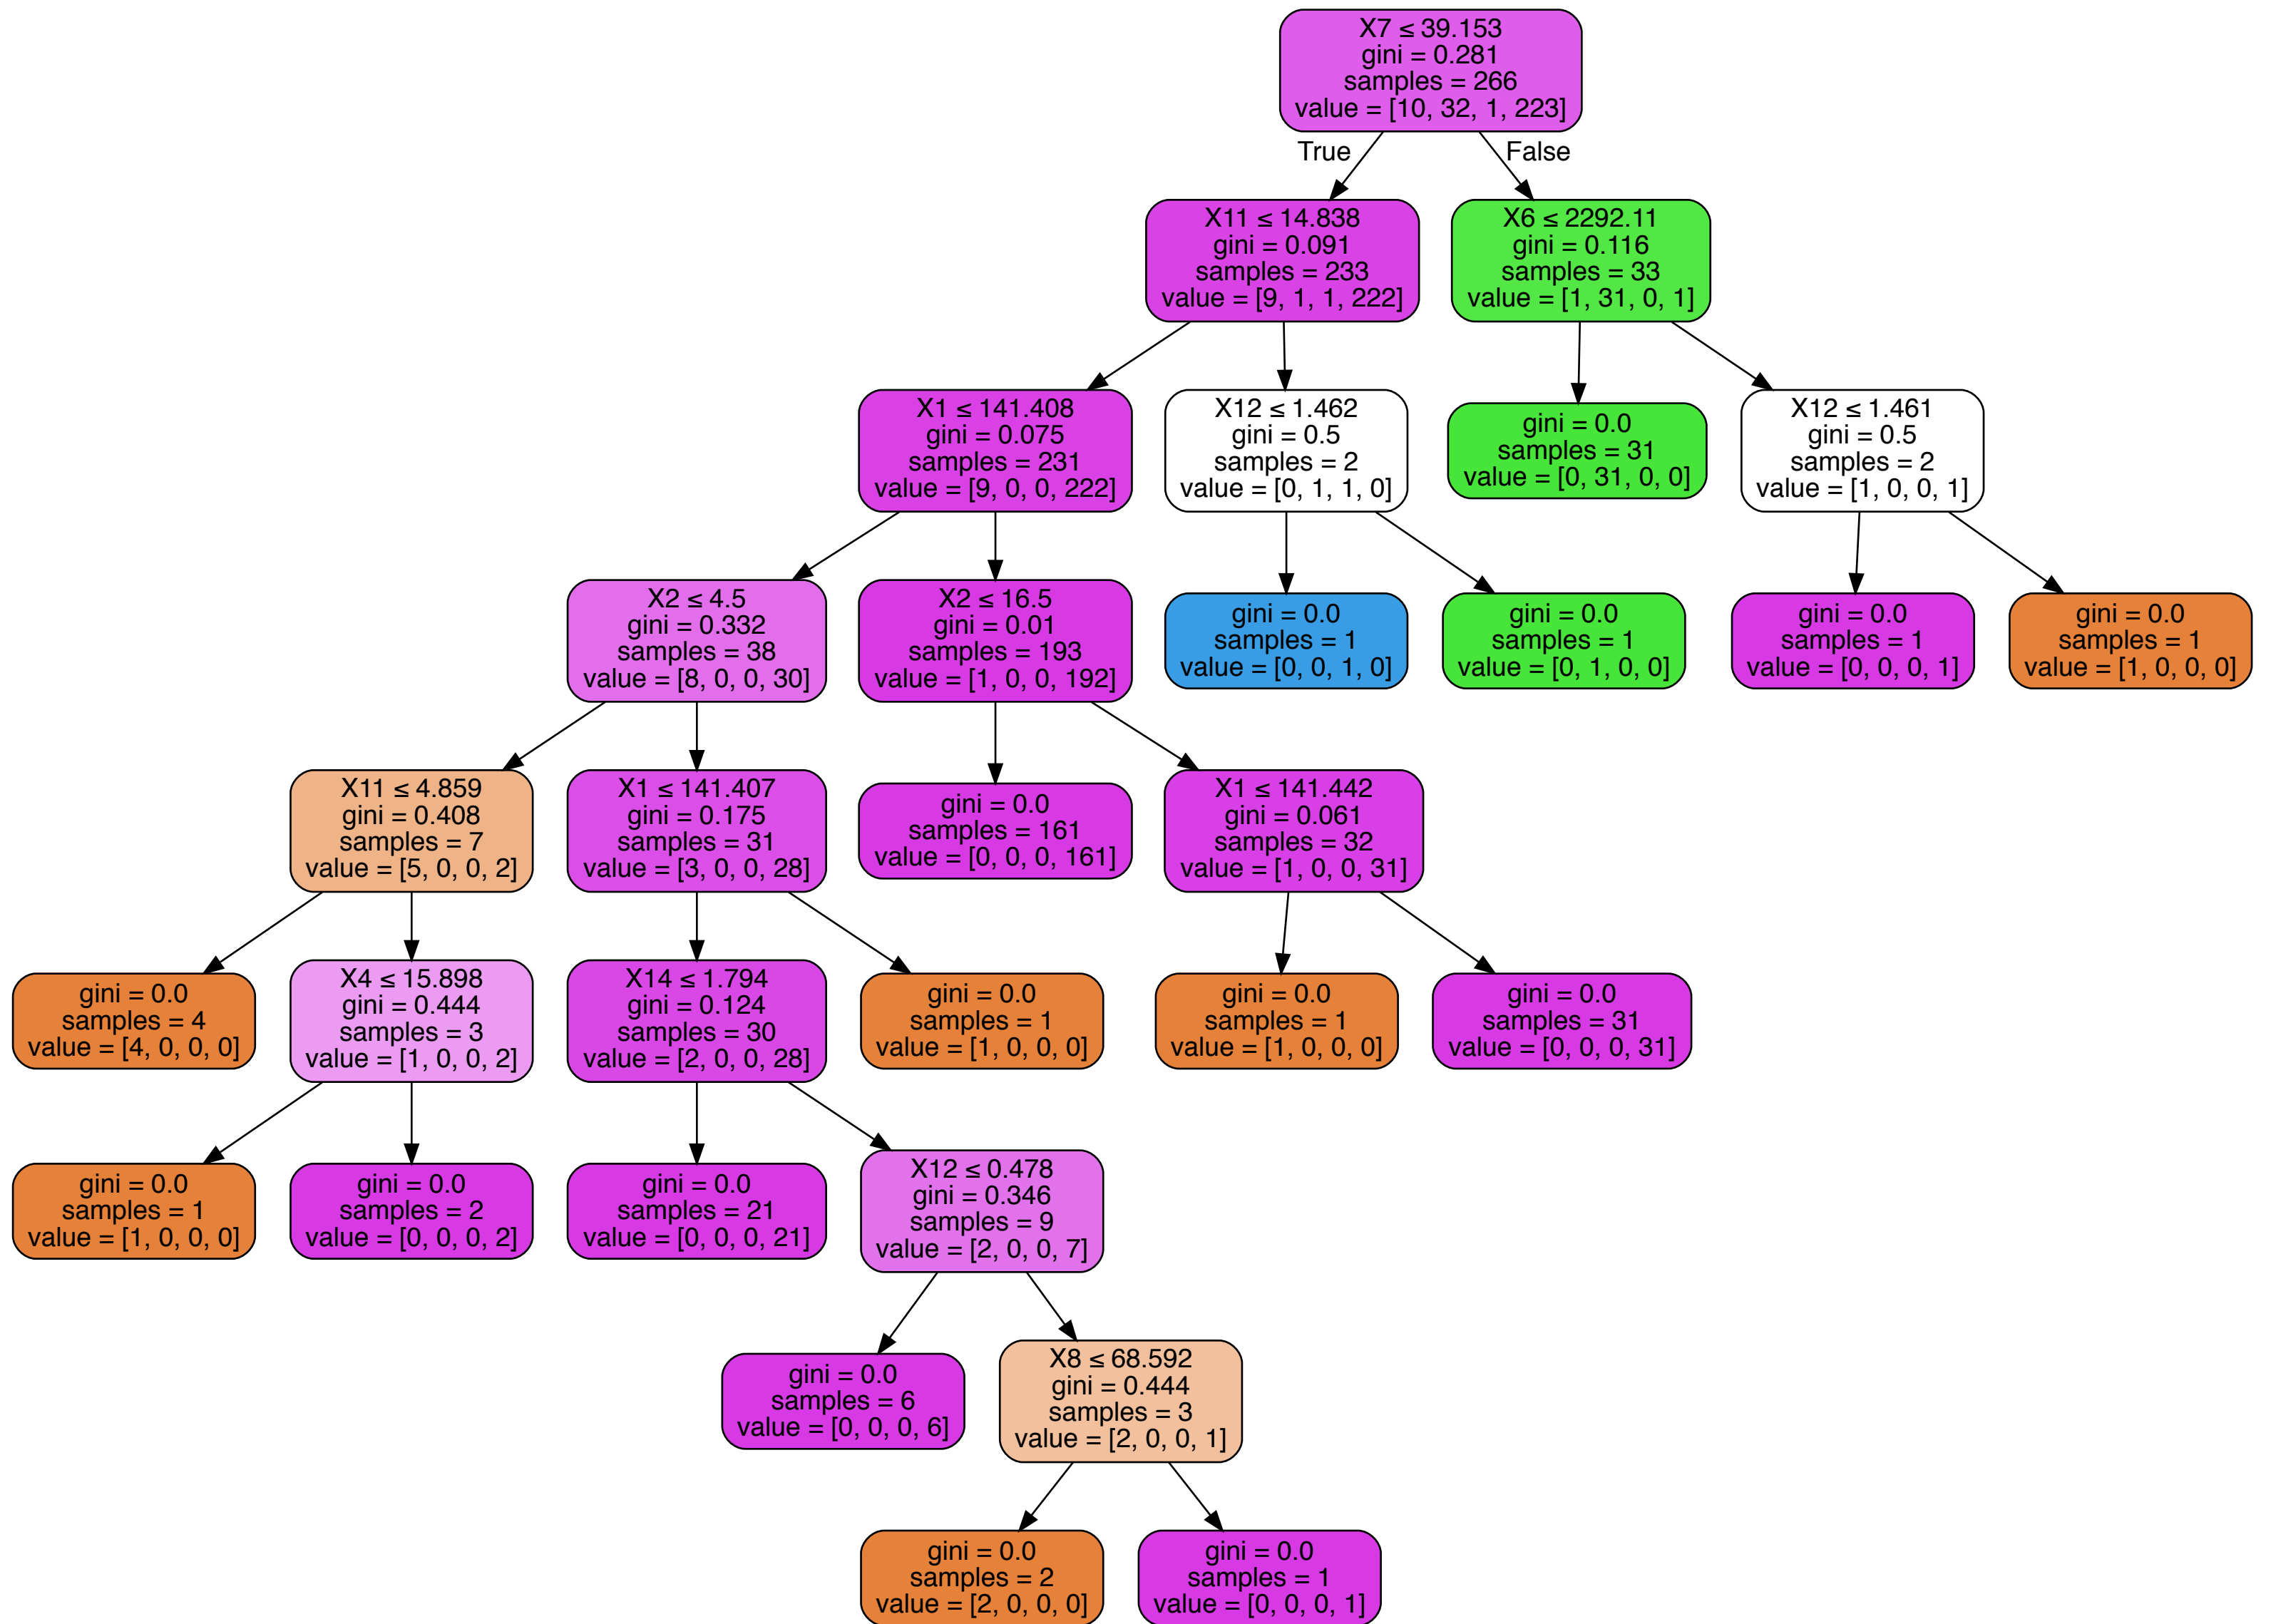 X7 ≤ 39.153
gini = 0.281
samples = 266
value = [10, 32, 1, 223]
True
False
X11 ≤ 14.838
gini = 0.091
samples = 233
value = [9, 1, 1, 222]
X6 ≤ 2292.11
gini = 0.116
samples = 33
value = [1, 31, 0, 1]
X1 ≤ 141.408
gini = 0.075
samples = 231
value = [9, 0, 0, 222]
X12 ≤ 1.462
gini = 0.5
samples = 2
value = [0, 1, 1, 0]
gini = 0.0
samples = 31
value = [0, 31, 0, 0]
X12 ≤ 1.461
gini = 0.5
samples = 2
value = [1, 0, 0, 1]
X2 ≤ 4.5
gini = 0.332
samples = 38
value = [8, 0, 0, 30]
X2 ≤ 16.5
gini = 0.01
samples = 193
value = [1, 0, 0, 192]
gini = 0.0
samples = 1
value = [0, 0, 1, 0]
gini = 0.0
samples = 1
value = [0, 1, 0, 0]
gini = 0.0
samples = 1
value = [0, 0, 0, 1]
gini = 0.0
samples = 1
value = [1, 0, 0, 0]
X11 ≤ 4.859
gini = 0.408
samples = 7
value = [5, 0, 0, 2]
X1 ≤ 141.407
gini = 0.175
samples = 31
value = [3, 0, 0, 28]
gini = 0.0
samples = 161
value = [0, 0, 0, 161]
X1 ≤ 141.442
gini = 0.061
samples = 32
value = [1, 0, 0, 31]
gini = 0.0
samples = 4
value = [4, 0, 0, 0]
X4 ≤ 15.898
gini = 0.444
samples = 3
value = [1, 0, 0, 2]
X14 ≤ 1.794
gini = 0.124
samples = 30
value = [2, 0, 0, 28]
gini = 0.0
samples = 1
value = [1, 0, 0, 0]
gini = 0.0
samples = 1
value = [1, 0, 0, 0]
gini = 0.0
samples = 31
value = [0, 0, 0, 31]
gini = 0.0
samples = 1
value = [1, 0, 0, 0]
gini = 0.0
samples = 2
value = [0, 0, 0, 2]
gini = 0.0
samples = 21
value = [0, 0, 0, 21]
X12 ≤ 0.478
gini = 0.346
samples = 9
value = [2, 0, 0, 7]
gini = 0.0
samples = 6
value = [0, 0, 0, 6]
X8 ≤ 68.592
gini = 0.444
samples = 3
value = [2, 0, 0, 1]
gini = 0.0
samples = 2
value = [2, 0, 0, 0]
gini = 0.0
samples = 1
value = [0, 0, 0, 1]